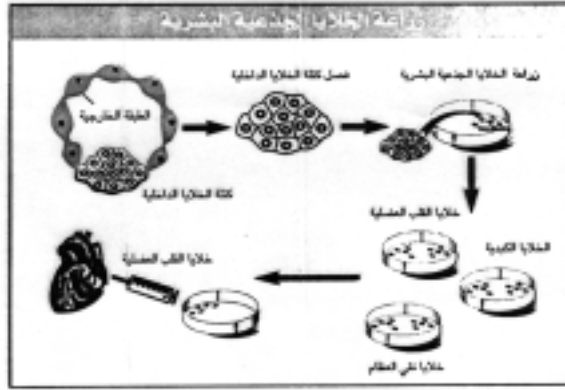 زراعة الخلايا الجذعية البشرية
فصل كتلة الخلايا الداخلية
زراعة الخلايا الجذعية البشرية
الطبقة الخارجية
كتلة الخلايا الداخلية
خلايا القلب العضلية
الخلايا الكبدية
خلايا القلب العضلية
خلايا نقي العظام